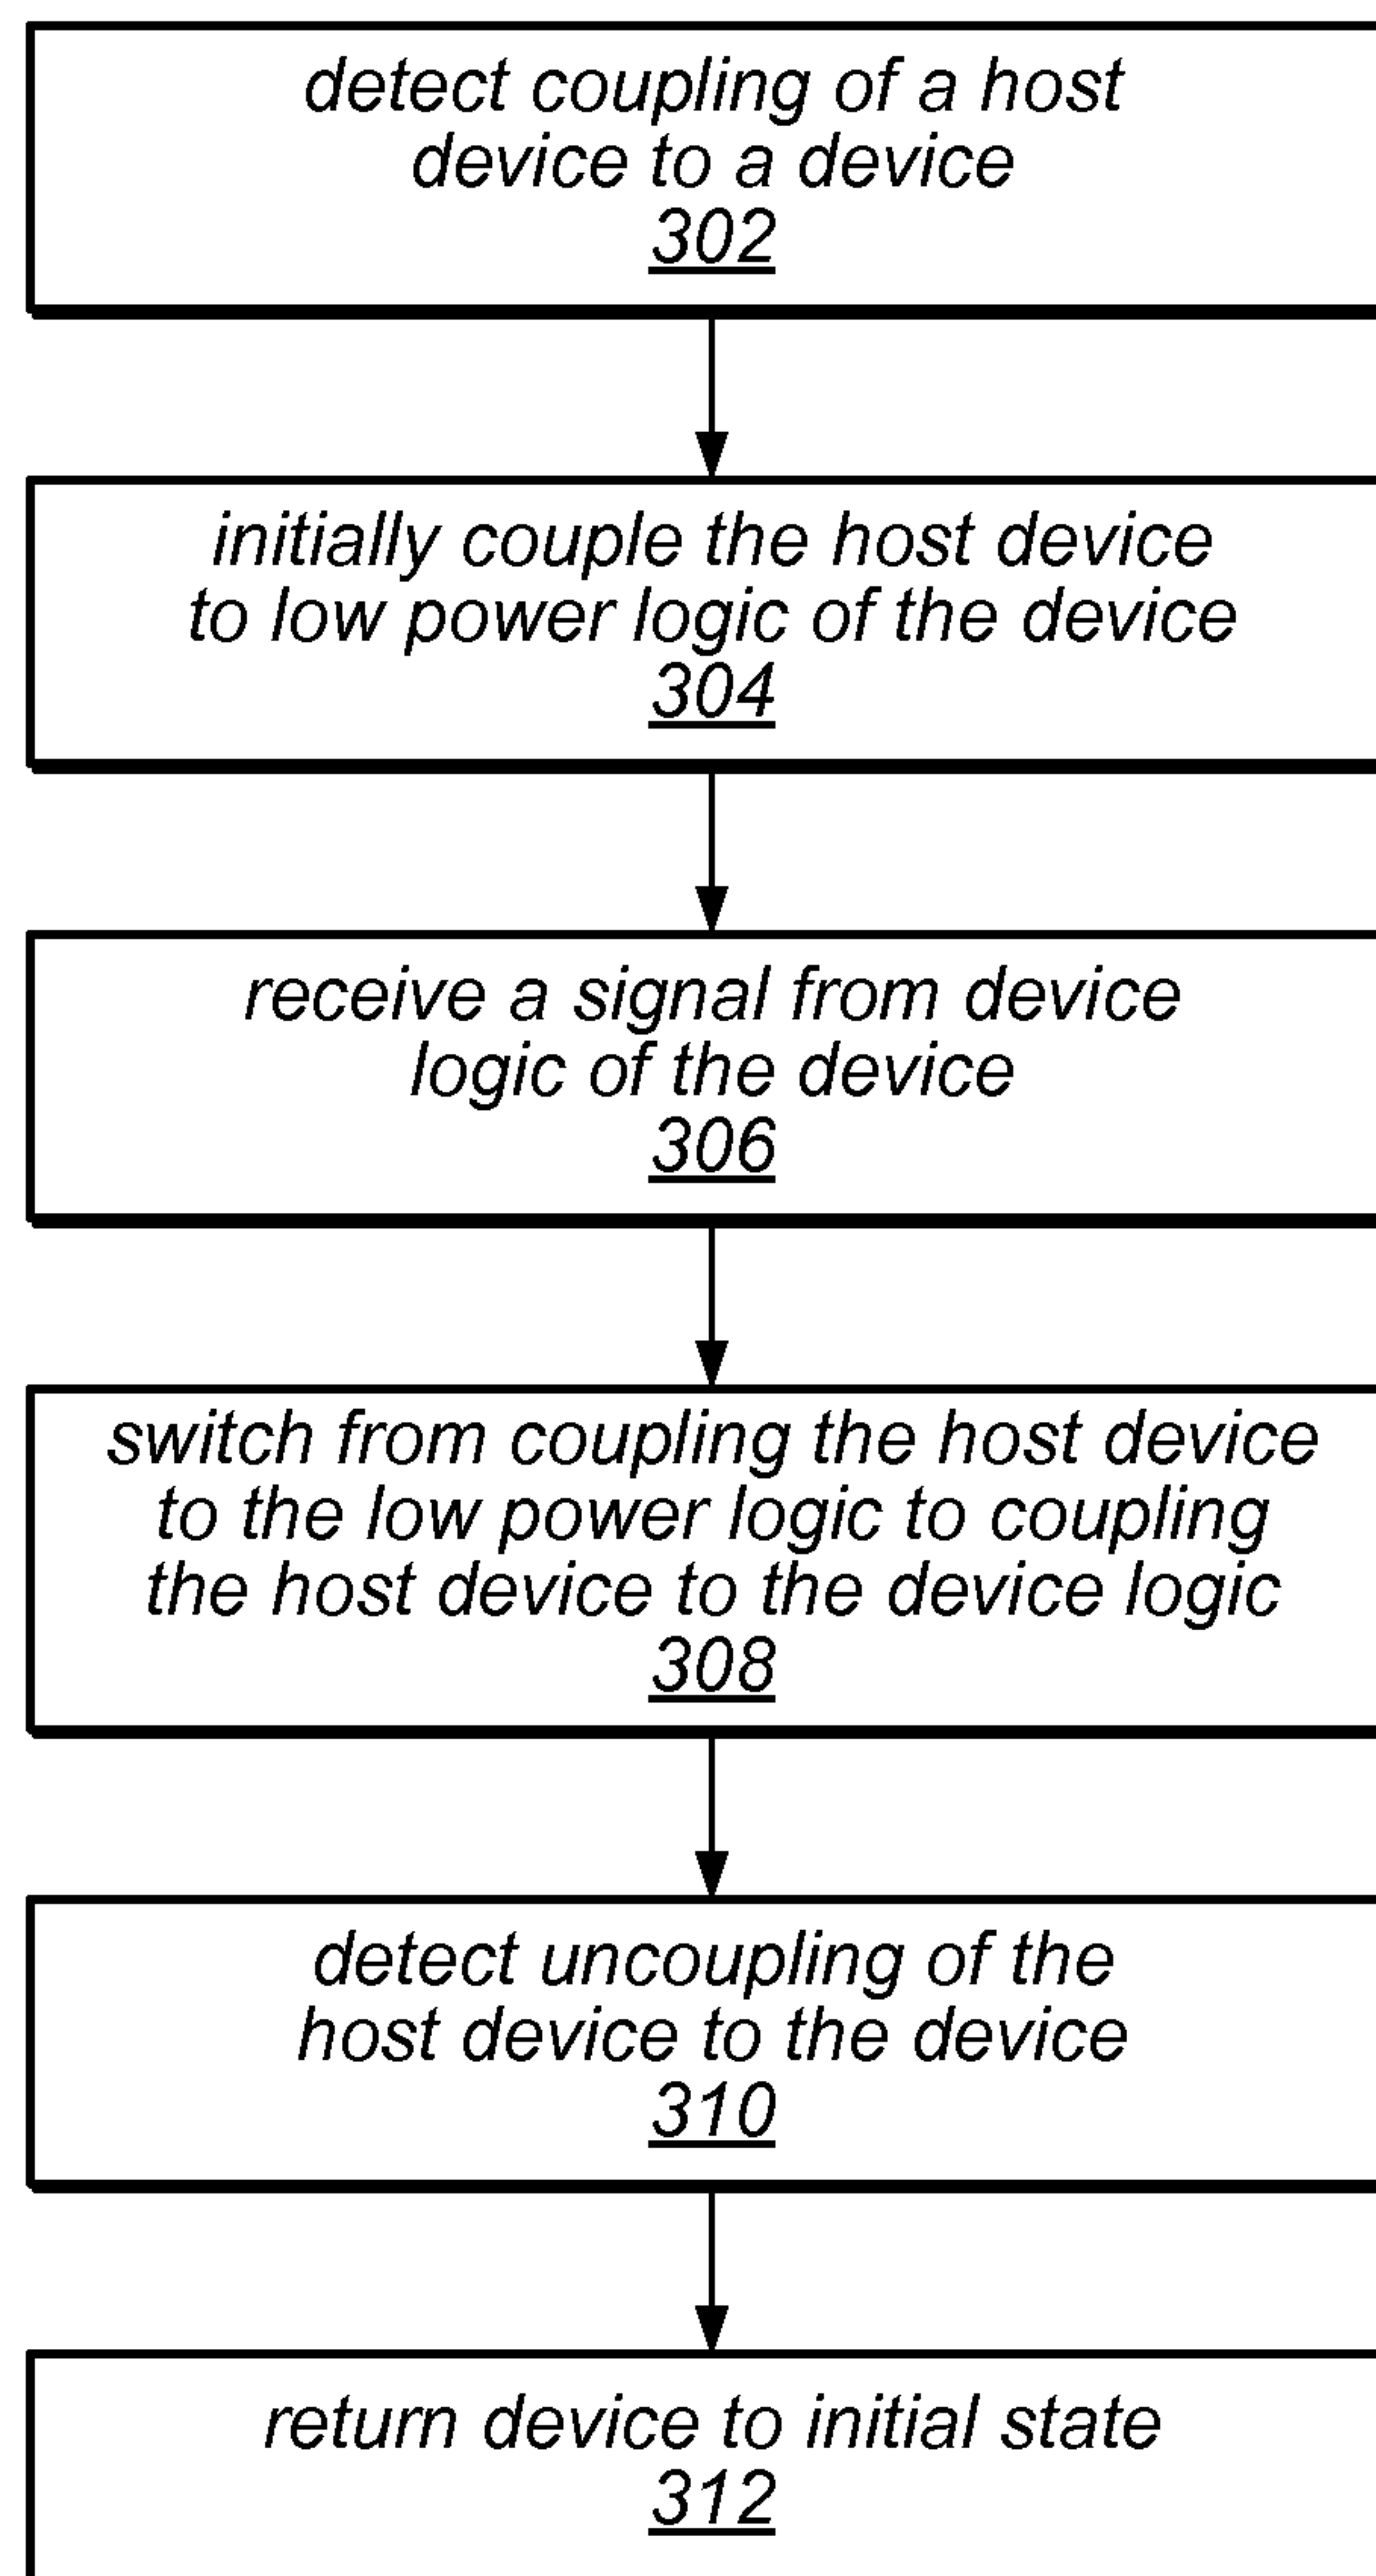 detect coupling of a host
device to a device
302
initially couple the host device
to low power logic of the device
304
receive a signal from device
logic of the device
306
switch from coupling the host device
to the low power logic to coupling
the host device to the device logic
308
detect uncoupling of the
host device to the device
310
return device to initial state
312